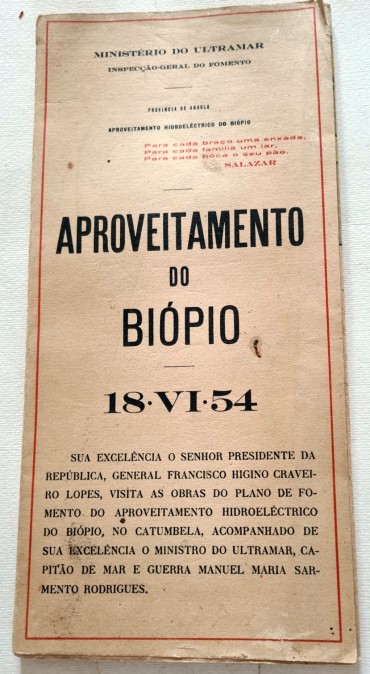 MINISTÉRIO DO ULTRAMAR
INSPECÇÃO-GERAL DO FOMENTO
PROVÍNCIA DE ANGOLA
APROVEITAMENTO HIDROELÉCTRICO DO BIÓPIO
Para cada braço uma enxada,
Para cada família um lar,
Para cada bôca o seu pão.
SALAZAR
APROVEITAMENTO
DO
BIÓPIO
18·VI·54
SUA EXCELÊNCIA O SENHOR PRESIDENTE DA
REPÚBLICA, GENERAL FRANCISCO HIGINO CRAVEI-
RO LOPES, VISITA AS OBRAS DO PLANO DE FO-
MENTO DO APROVEITAMENTO HIDROELÉCTRICO
DO BIÓPIO, NO CATUMBELA, ACOMPANHADO DE
SUA EXCELÊNCIA O MINISTRO DO ULTRAMAR, CA-
PITÃO DE MAR E GUERRA MANUEL MARIA SAR-
MENTO RODRIGUES.